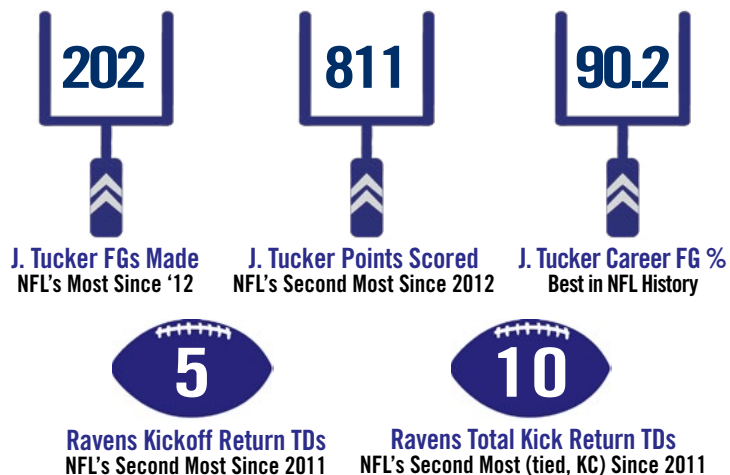 202
811
90.2
J. Tucker FGs Made
NFL's Most Since ‘12
J. Tucker Points Scored
NFL's Second Most Since 2012
J. Tucker Career FG %
Best in NFL History
5
10
Ravens Kickoff Return TDs
NFL's Second Most Since 2011
Ravens Total Kick Return TDs
NFL's Second Most (tied, KC) Since 2011